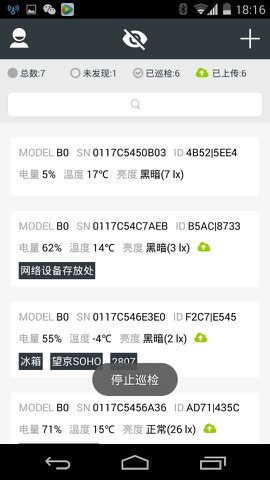 18:16
总数:7 未发现:1 已巡检:6 已上传:6
MODEL B0 SN 0117C5450B03 ID 4B52|5EE4
电量 5% 温度 17℃ 亮度 黑暗(7 lx)
MODEL B0 SN 0117C54C7AEB ID B5AC|8733
电量 62% 温度 14℃ 亮度 黑暗(3 lx)
网络设备存放处
MODEL B0 SN 0117C546E3E0 ID F2C7|E545
电量 55% 温度 -4℃ 亮度 黑暗(2 lx)
冰箱 望京SOHO 2807
停止巡检
MODEL B0 SN 0117C5456A36 ID AD71|435C
电量 71% 温度 15℃ 亮度 正常(26 lx)